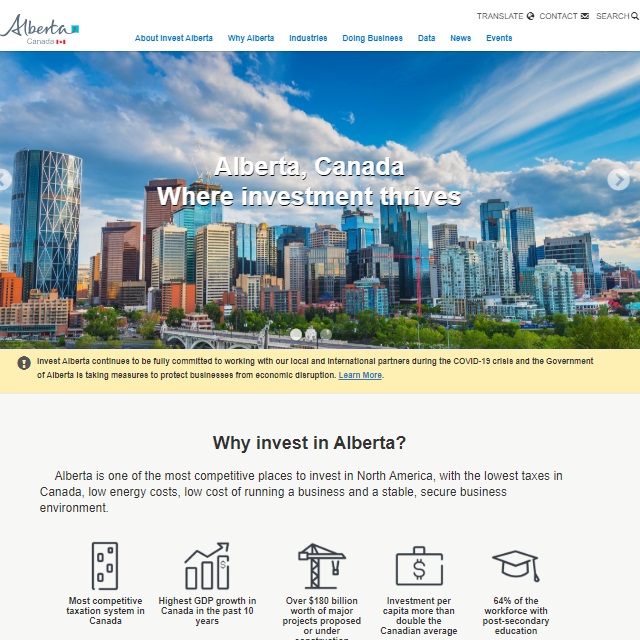 Alberta
Canada
TRANSLATE CONTACT SEARCH
About Invest Alberta Why Alberta Industries Doing Business Data News Events
Alberta, Canada
Where investment thrives
Invest Alberta continues to be fully committed to working with our local and international partners during the COVID-19 crisis and the Government
of Alberta is taking measures to protect businesses from economic disruption. Learn More.
Why invest in Alberta?
Alberta is one of the most competitive places to invest in North America, with the lowest taxes in
Canada, low energy costs, low cost of running a business and a stable, secure business
environment.
$
$
Most competitive
taxation system in
Canada
Highest GDP growth in
Canada in the past 10
years
Over $180 billion
worth of major
projects proposed
or under
construction
Investment per
capita more than
double the
Canadian average
64% of the
workforce with
post-secondary
education